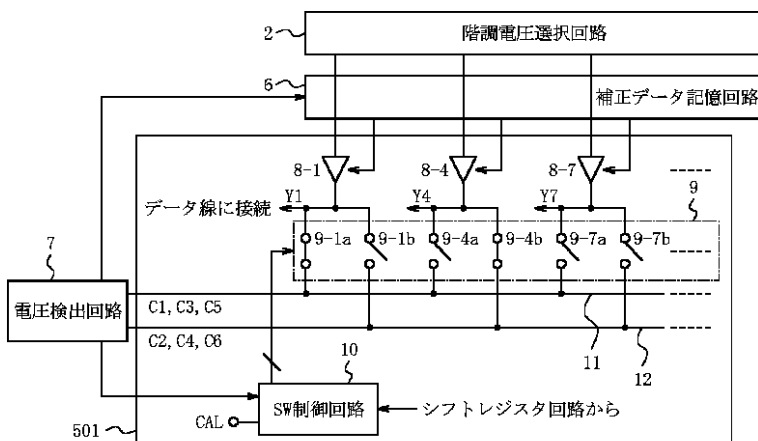 2
階調電圧選択回路
6
補正データ記憶回路
8-1
8-4
8-7
データ線に接続
Y1
Y4
Y7
9
9-1a
9-1b
9-4a
9-4b
9-7a
9-7b
7
電圧検出回路
C1, C3, C5
C2, C4, C6
11
12
10
SW制御回路
CAL
シフトレジスタ回路から
501